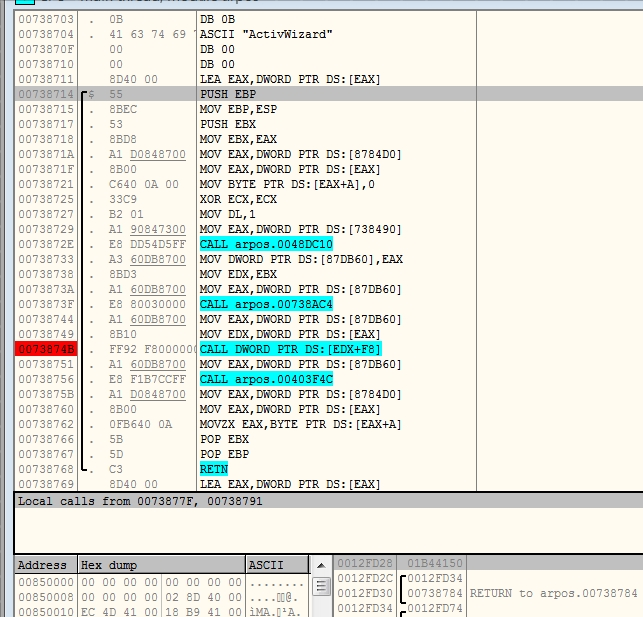 00738703 . 0B DB 0B
00738704 . 41 63 74 69 ASCII "ActivWizard"
0073870F 00 DB 00
00738710 00 DB 00
00738711 8D40 00 LEA EAX,DWORD PTR DS:[EAX]
00738714 $ 55 PUSH EBP
00738715 . 8BEC MOV EBP,ESP
00738717 . 53 PUSH EBX
00738718 . 8BD8 MOV EBX,EAX
0073871A . A1 D0848700 MOV EAX,DWORD PTR DS:[8784D0]
0073871F . 8B00 MOV EAX,DWORD PTR DS:[EAX]
00738721 . C640 0A 00 MOV BYTE PTR DS:[EAX+A],0
00738725 . 33C9 XOR ECX,ECX
00738727 . B2 01 MOV DL,1
00738729 . A1 90847300 MOV EAX,DWORD PTR DS:[738490]
0073872E . E8 DD54D5FF CALL arpos.0048DC10
00738733 . A3 60DB8700 MOV DWORD PTR DS:[87DB60],EAX
00738738 . 8BD3 MOV EDX,EBX
0073873A . A1 60DB8700 MOV EAX,DWORD PTR DS:[87DB60]
0073873F . E8 80030000 CALL arpos.00738AC4
00738744 . A1 60DB8700 MOV EAX,DWORD PTR DS:[87DB60]
00738749 . 8B10 MOV EDX,DWORD PTR DS:[EAX]
0073874B . FF92 F8000000 CALL DWORD PTR DS:[EDX+F8]
00738751 . A1 60DB8700 MOV EAX,DWORD PTR DS:[87DB60]
00738756 . E8 F1B7CCFF CALL arpos.00403F4C
0073875B . A1 D0848700 MOV EAX,DWORD PTR DS:[8784D0]
00738760 . 8B00 MOV EAX,DWORD PTR DS:[EAX]
00738762 . 0FB640 0A MOVZX EAX,BYTE PTR DS:[EAX+A]
00738766 . 5B POP EBX
00738767 . 5D POP EBP
00738768 . C3 RETN
00738769 8D40 00 LEA EAX,DWORD PTR DS:[EAX]
Local calls from 0073877F, 00738791
Address Hex dump ASCII
00850000 00 00 00 00 00 00 00 00 ........
00850008 00 00 00 00 02 8D 40 00
00850010 EC 4D 41 00 18 B9 41 00
0012FD28 01B44150
0012FD2C 0012FD34
0012FD30 00738784 RETURN to arpos.00738784
0012FD34 0012FD74